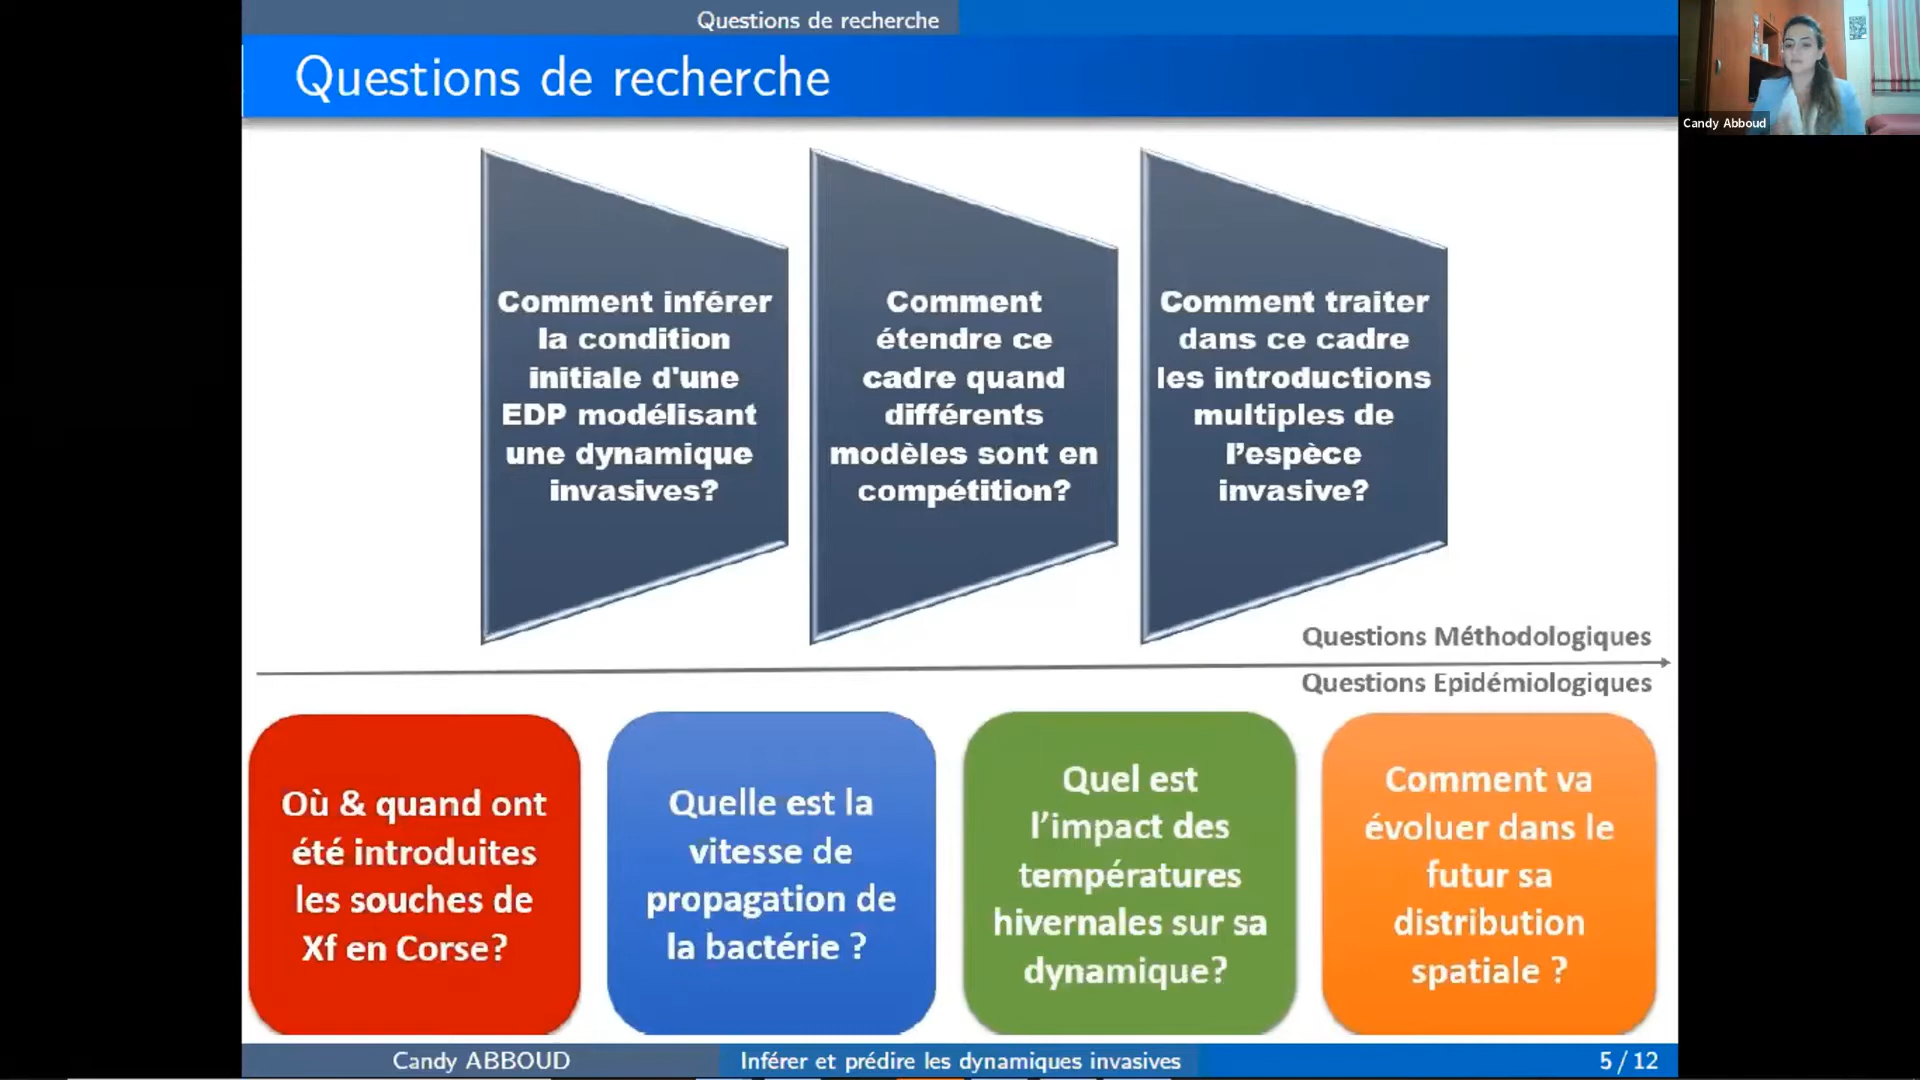 Questions de recherche
Questions de recherche
Candy Abboud
Comment inférer
la condition
initiale d'une
EDP modélisant
une dynamique
invasives?
Comment
étendre ce
cadre quand
différents
modèles sont en
compétition?
Comment traiter
dans ce cadre
les introductions
multiples de
l’espèce
invasive?
Questions Méthodologiques
Questions Epidémiologiques
Où & quand ont
été introduites
les souches de
Xf en Corse?
Quelle est la
vitesse de
propagation de
la bactérie ?
Quel est
l’impact des
températures
hivernales sur sa
dynamique?
Comment va
évoluer dans le
futur sa
distribution
spatiale ?
Candy ABBOUD
Inférer et prédire les dynamiques invasives
5 / 12